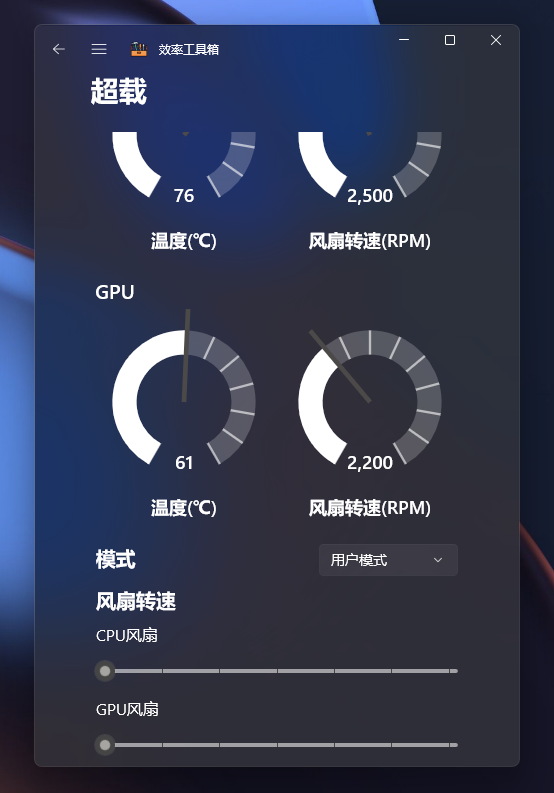 效率工具箱
超载
76
2,500
温度(℃)
风扇转速(RPM)
GPU
61
2,200
温度(℃)
风扇转速(RPM)
模式
用户模式
风扇转速
CPU风扇
GPU风扇